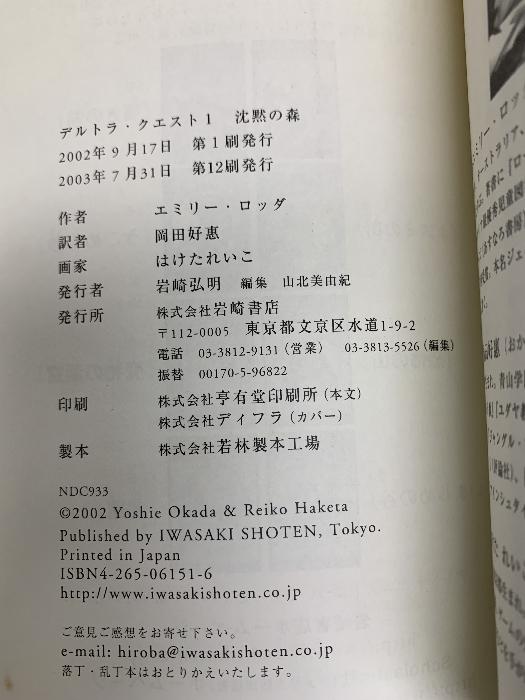 デルトラ・クエスト1 沈黙の森
2002年9月17日 第1刷発行
2003年7月31日 第12刷発行
作者 エミリー・ロッダ
訳者 岡田好惠
画家 はけたれいこ
発行者 岩崎弘明 編集 山北美由紀
発行所 株式会社岩崎書店
〒112-0005 東京都文京区水道1-9-2
電話 03-3812-9131(営業) 03-3813-5526(編集)
振替 00170-5-96822
印刷 株式会社亨有堂印刷所(本文)
株式会社ディフラ(カバー)
製本 株式会社若林製本工場
NDC933
©2002 Yoshie Okada & Reiko Haketa
Published by IWASAKI SHOTEN, Tokyo.
Printed in Japan
ISBN4-265-06151-6
http://www.iwasakishoten.co.jp
ご意見ご感想をお寄せ下さい。
e-mail: hiroba@iwasakishoten.co.jp
落丁・乱丁本はおとりかえいたします。